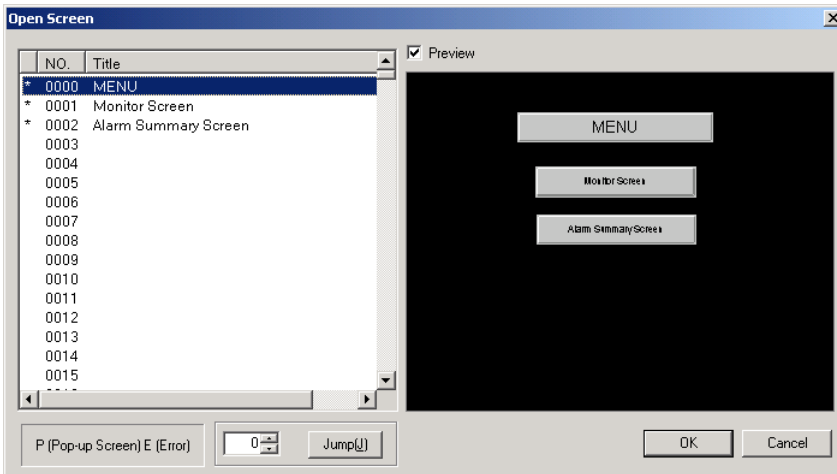 Open Screen
NO. Title
* 0000 MENU
* 0001 Monitor Screen
* 0002 Alarm Summary Screen
0003
0004
0005
0006
0007
0008
0009
0010
0011
0012
0013
0014
0015
P (Pop-up Screen) E (Error)
0
Jump(J)
Preview
MENU
Monitor Screen
Alarm Summary Screen
OK
Cancel